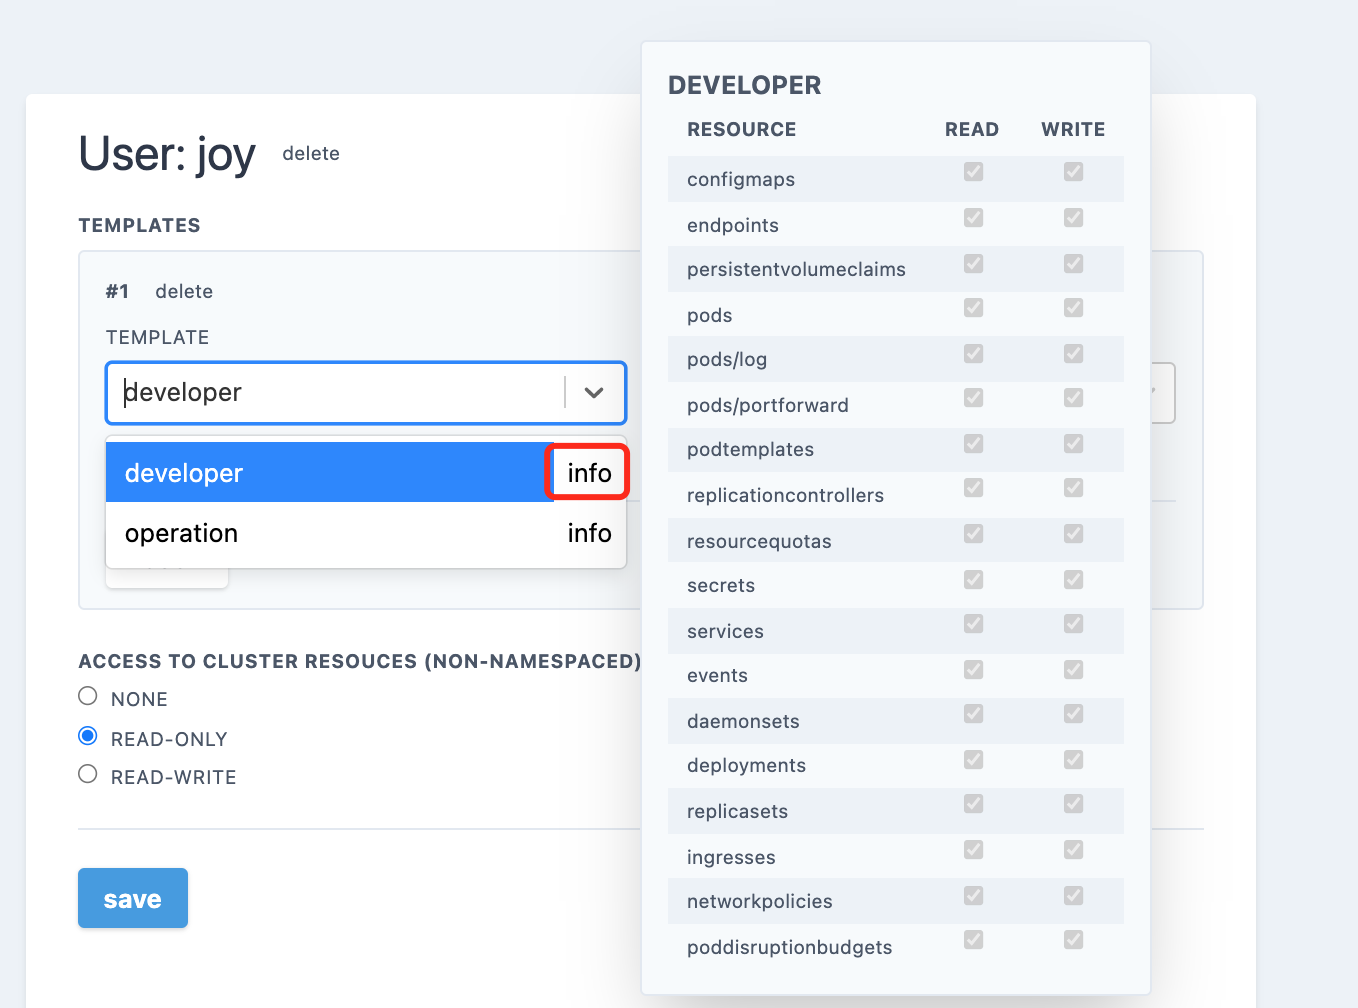 User: joy
delete
TEMPLATES
#1
delete
TEMPLATE
developer
developer
info
operation
info
ACCESS TO CLUSTER RESOUCES (NON-NAMESPACED)
NONE
READ-ONLY
READ-WRITE
save
DEVELOPER
RESOURCE READ WRITE
configmaps
endpoints
persistentvolumeclaims
pods
pods/log
pods/portforward
podtemplates
replicationcontrollers
resourcequotas
secrets
services
events
daemonsets
deployments
replicasets
ingresses
networkpolicies
poddisruptionbudgets